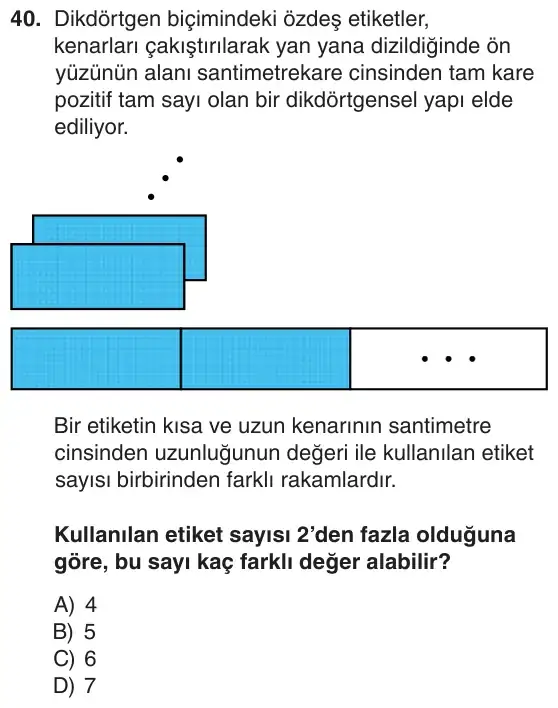 40. Dikdörtgen biçimindeki özdeş etiketler,
kenarları çakıştırılarak yan yana dizildiğinde ön
yüzünün alanı santimetrekare cinsinden tam kare
pozitif tam sayı olan bir dikdörtgensel yapı elde
ediliyor.
Bir etiketin kısa ve uzun kenarının santimetre
cinsinden uzunluğunun değeri ile kullanılan etiket
sayısı birbirinden farklı rakamlardır.
Kullanılan etiket sayısı 2'den fazla olduğuna
göre, bu sayı kaç farklı değer alabilir?
A) 4
B) 5
C) 6
D) 7